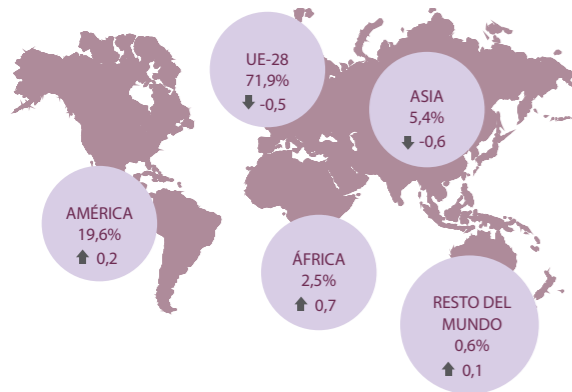 UE-28
71,9%
-0,5
ASIA
5,4%
-0,6
AMÉRICA
19,6%
0,2
ÁFRICA
2,5%
0,7
RESTO DEL
MUNDO
0,6%
0,1